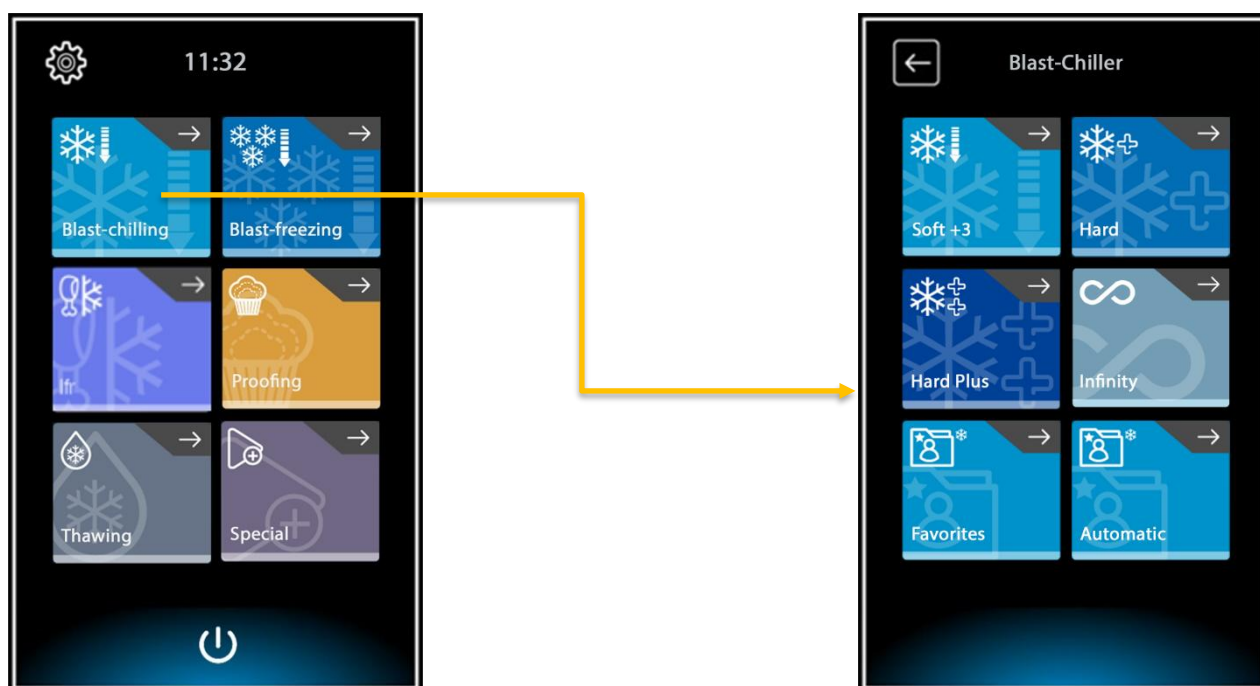 11:32
Blast-chilling
Blast-freezing
Ifr
Proofing
Thawing
Special
Blast-Chiller
Soft +3
Hard
Hard Plus
Infinity
Favorites
Automatic